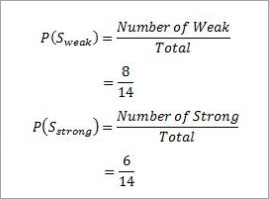 P(S_weak) = Number of Weak / Total
= 8 / 14
P(S_strong) = Number of Strong / Total
= 6 / 14